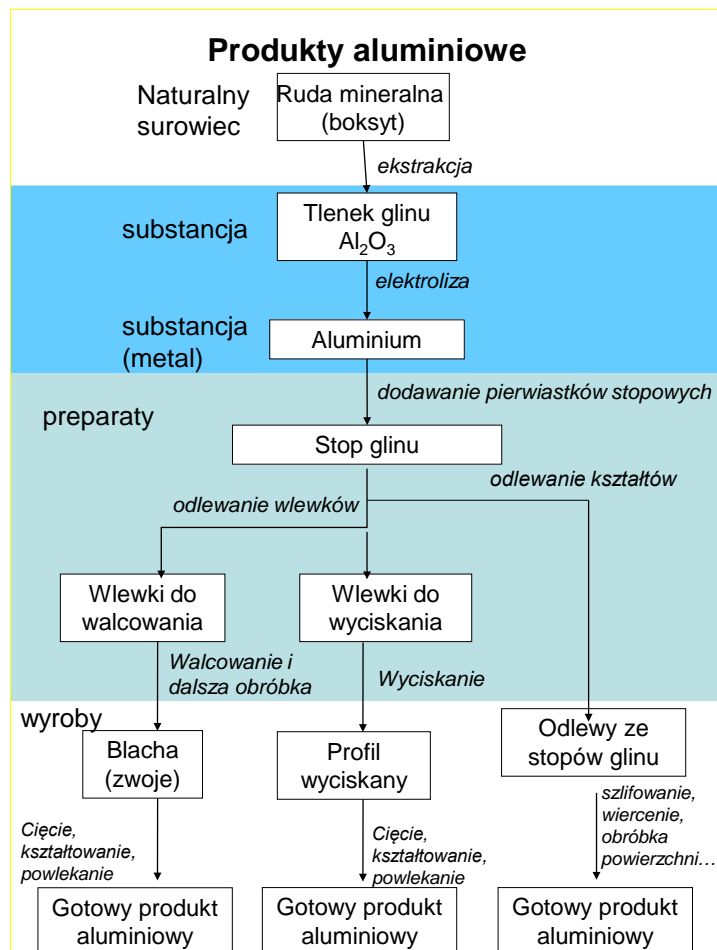 Produkty aluminiowe
Naturalny
surowiec
Ruda mineralna
(boksyt)
ekstrakcja
substancja
Tlenek glinu
Al₂O₃
elektroliza
substancja
(metal)
Aluminium
dodawanie pierwiastków stopowych
preparaty
Stop glinu
odlewanie kształtów
odlewanie wlewków
Wlewki do
walcowania
Wlewki do
wyciskania
Walcowanie i
dalsza obróbka
Wyciskanie
wyroby
Blacha
(zwoje)
Profil
wyciskany
Odlewy ze
stopów glinu
Cięcie,
kształtowanie,
powlekanie
Cięcie,
kształtowanie,
powlekanie
szlifowanie,
wiercenie,
obróbka
powierzchni…
Gotowy produkt
aluminiowy
Gotowy produkt
aluminiowy
Gotowy produkt
aluminiowy